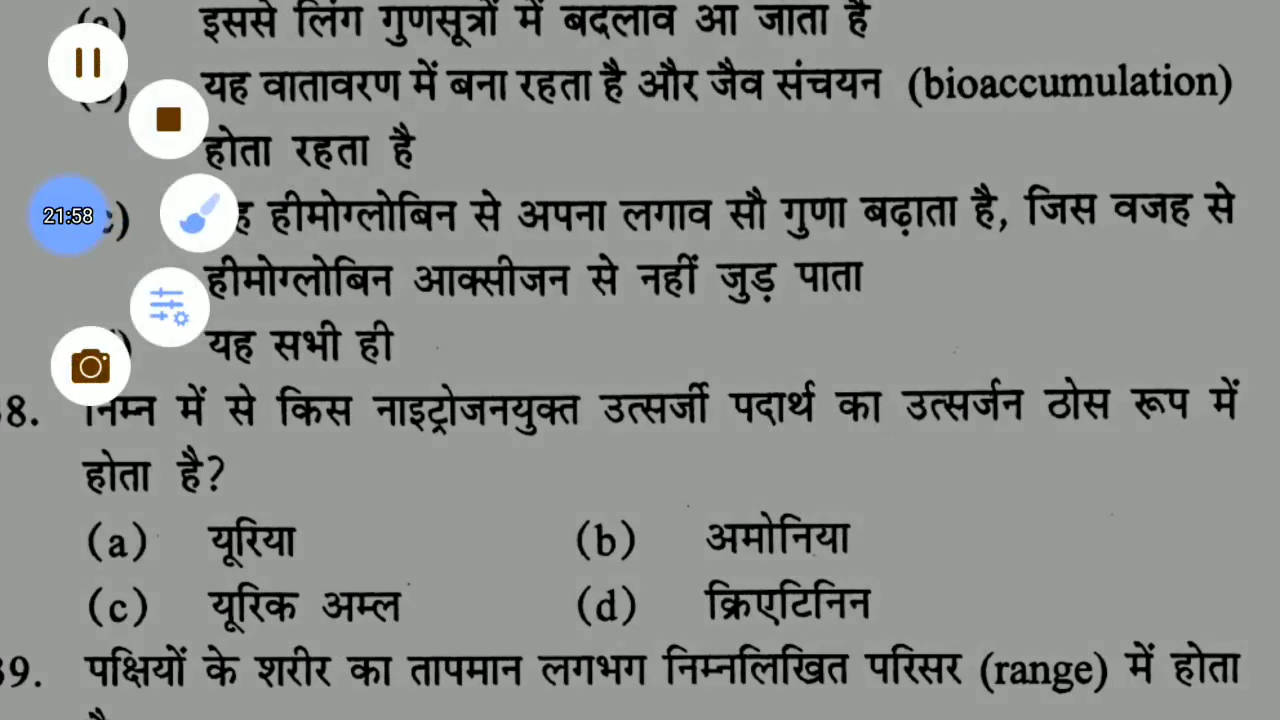 इससे लिंग गुणसूत्रों में बदलाव आ जाता है
यह वातावरण में बना रहता है और जैव संचयन (bioaccumulation)
होता रहता है
21:58
हीमोग्लोबिन से अपना लगाव सौ गुणा बढ़ाता है, जिस वजह से
हीमोग्लोबिन आक्सीजन से नहीं जुड़ पाता
यह सभी ही
8. निम्न में से किस नाइट्रोजनयुक्त उत्सर्जी पदार्थ का उत्सर्जन ठोस रूप में
होता है?
(a) यूरिया (b) अमोनिया
(c) यूरिक अम्ल (d) क्रिएटिनिन
39. पक्षियों के शरीर का तापमान लगभग निम्नलिखित परिसर (range) में होता